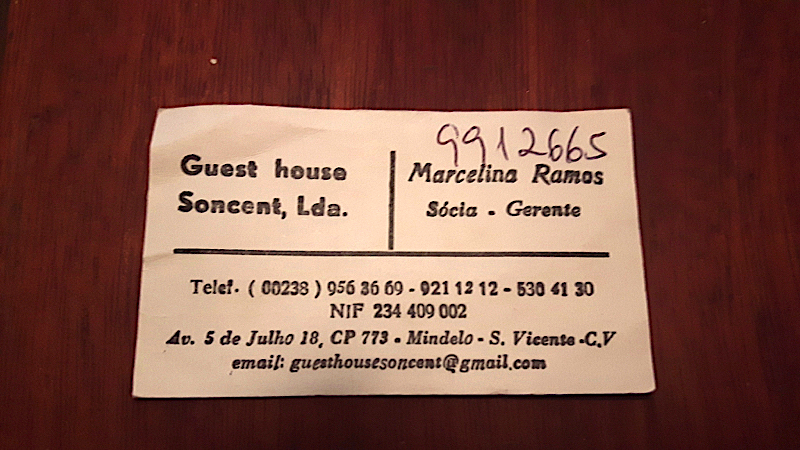 9912665
Guest house
Soncent, Lda.
Marcelina Ramos
Sócia - Gerente
Telef. ( 00238 ) 956 36 69 - 921 12 12 - 530 41 30
NIF 234 409 002
Av. 5 de Julho 18, CP 773 - Mindelo - S. Vicente -C.V
email: guesthousesoncent@gmail.com